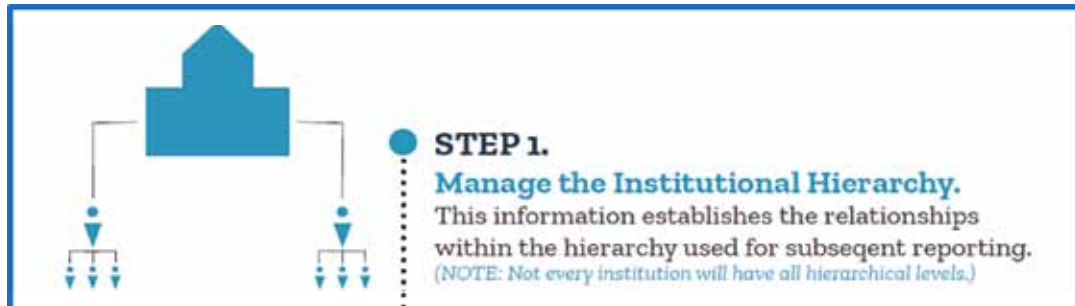 STEP 1.
Manage the Institutional Hierarchy.
This information establishes the relationships
within the hierarchy used for subseqent reporting.
(NOTE: Not every institution will have all hierarchical levels.)